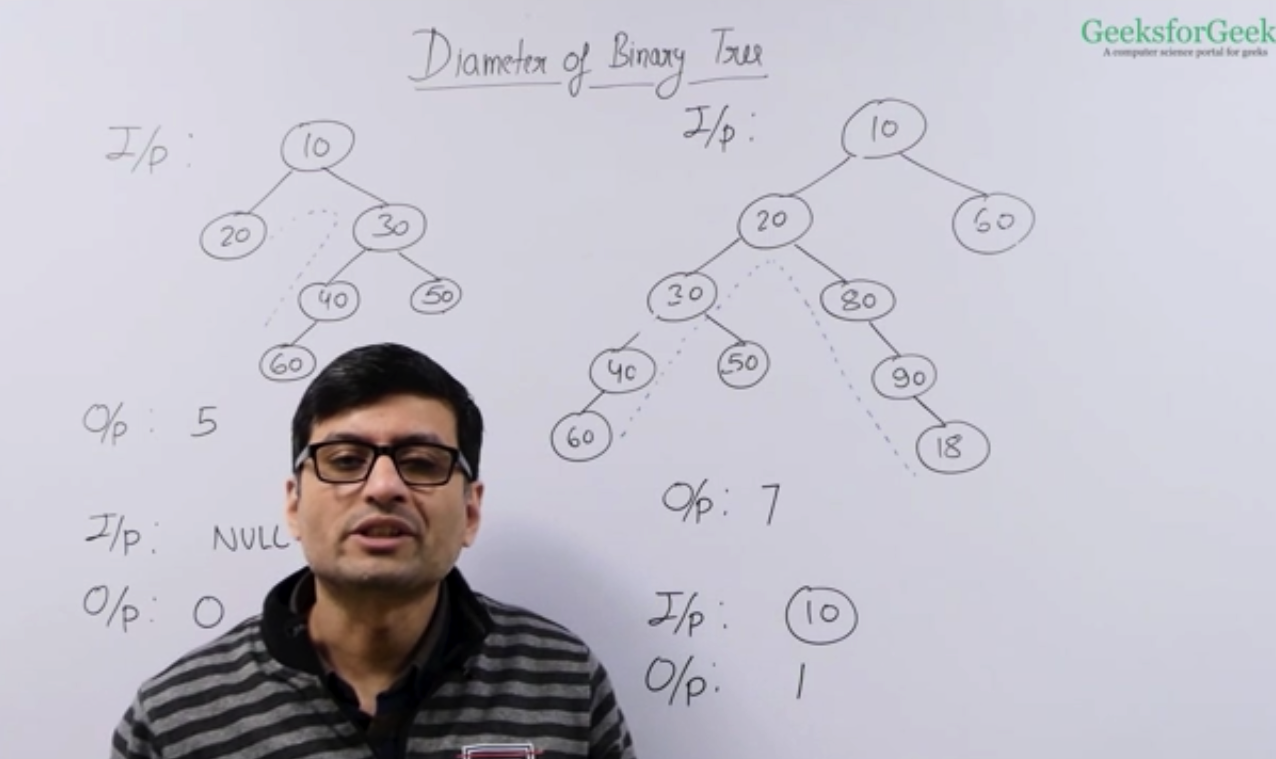 GeeksforGeek
A computer science portal for geeks
Diameter of Binary Tree
I/p:
10
20
30
40
50
60
O/p: 5
I/p: NULL
O/p: 0
I/p:
10
20
60
30
80
40
50
90
60
18
O/p: 7
I/p: 10
O/p: 1